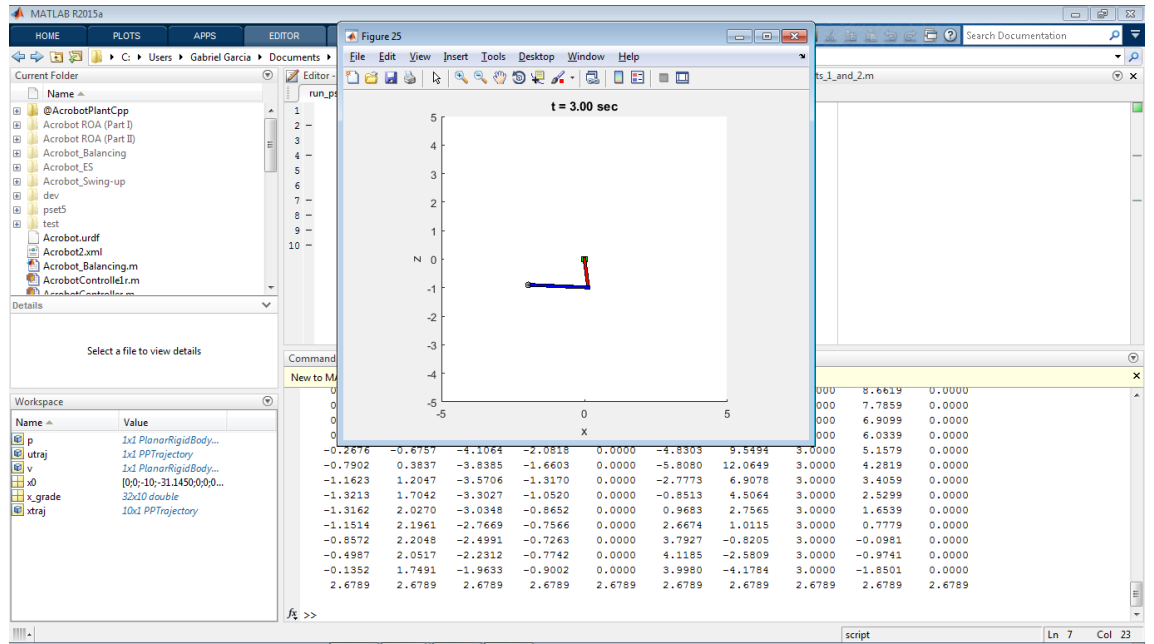 MATLAB R2015a
HOME PLOTS APPS EDITOR Search Documentation
C: Users Gabriel Garcia Documents
Current Folder
Name
@AcrobotPlantCpp
Acrobot ROA (Part I)
Acrobot ROA (Part II)
Acrobot_Balancing
Acrobot_ES
Acrobot_Swing-up
dev
pset5
test
Acrobot.urdf
Acrobot2.xml
Acrobot_Balancing.m
AcrobotControlle1r.m
AcrobotController.m
Details
Select a file to view details
Workspace
Name Value
p 1x1 PlanarRigidBody...
utraj 1x1 PPTrajectory
v 1x1 PlanarRigidBody...
x0 [0;0;-10;-31.1450;0;0;0...
x_grade 32x10 double
xtraj 10x1 PPTrajectory
Editor - ts_1_and_2.m
run_ps
1
2 –
3
4 –
5
6
7 –
8 –
9 –
10 –
Figure 25
File Edit View Insert Tools Desktop Window Help
t = 3.00 sec
5
4
3
2
1
z 0
-1
-2
-3
-4
-5
-5 0 5
x
Command
New to MA
0 000 8.6619 0.0000
0 7.7859 0.0000
0 6.9099 0.0000
0 6.0339 0.0000
-0.2676 -0.6757 -4.1064 -2.0818 0.0000 -4.8303 9.5494 3.0000 5.1579 0.0000
-0.7902 0.3837 -3.8385 -1.6603 0.0000 -5.8080 12.0649 3.0000 4.2819 0.0000
-1.1623 1.2047 -3.5706 -1.3170 0.0000 -2.7773 6.9078 3.0000 3.4059 0.0000
-1.3213 1.7042 -3.3027 -1.0520 0.0000 -0.8513 4.5064 3.0000 2.5299 0.0000
-1.3162 2.0270 -3.0348 -0.8652 0.0000 0.9683 2.7565 3.0000 1.6539 0.0000
-1.1514 2.1961 -2.7669 -0.7566 0.0000 2.6674 1.0115 3.0000 0.7779 0.0000
-0.8572 2.2048 -2.4991 -0.7263 0.0000 3.7927 -0.8205 3.0000 -0.0981 0.0000
-0.4987 2.0517 -2.2312 -0.7742 0.0000 4.1185 -2.5809 3.0000 -0.9741 0.0000
-0.1352 1.7491 -1.9633 -0.9002 0.0000 3.9980 -4.1784 3.0000 -1.8501 0.0000
2.6789 2.6789 2.6789 2.6789 2.6789 2.6789 2.6789 2.6789 2.6789 2.6789
fx >>
script Ln 7 Col 23